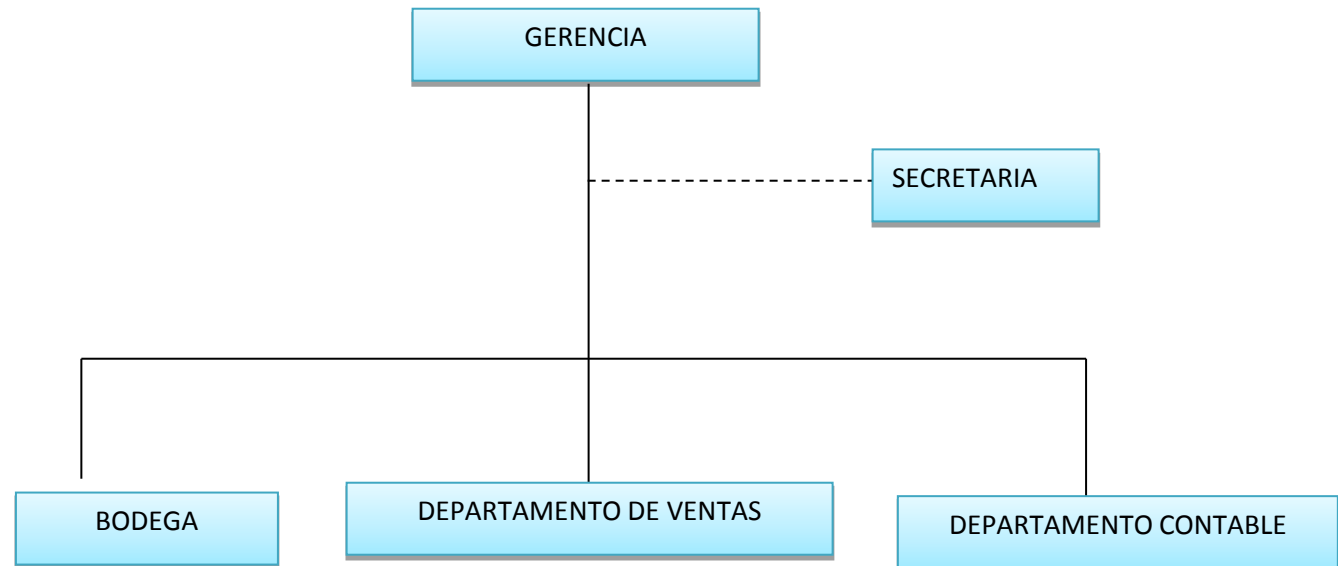 GERENCIA
SECRETARIA
BODEGA
DEPARTAMENTO DE VENTAS
DEPARTAMENTO CONTABLE